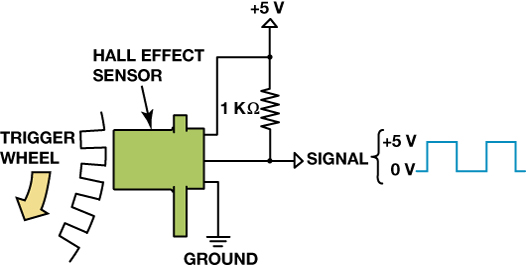 +5 V
HALL EFFECT
SENSOR
1 KΩ
TRIGGER
WHEEL
SIGNAL
+5 V
0 V
GROUND